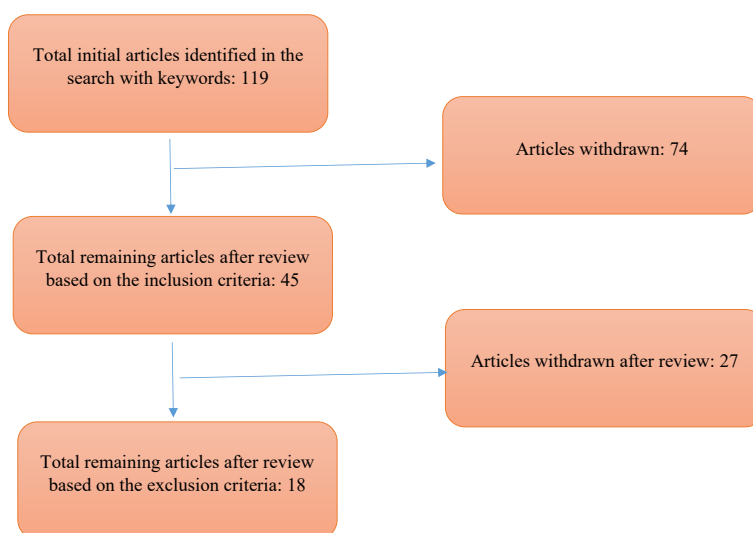 Total initial articles identified in the
search with keywords: 119
Articles withdrawn: 74
Total remaining articles after review
based on the inclusion criteria: 45
Articles withdrawn after review: 27
Total remaining articles after review
based on the exclusion criteria: 18